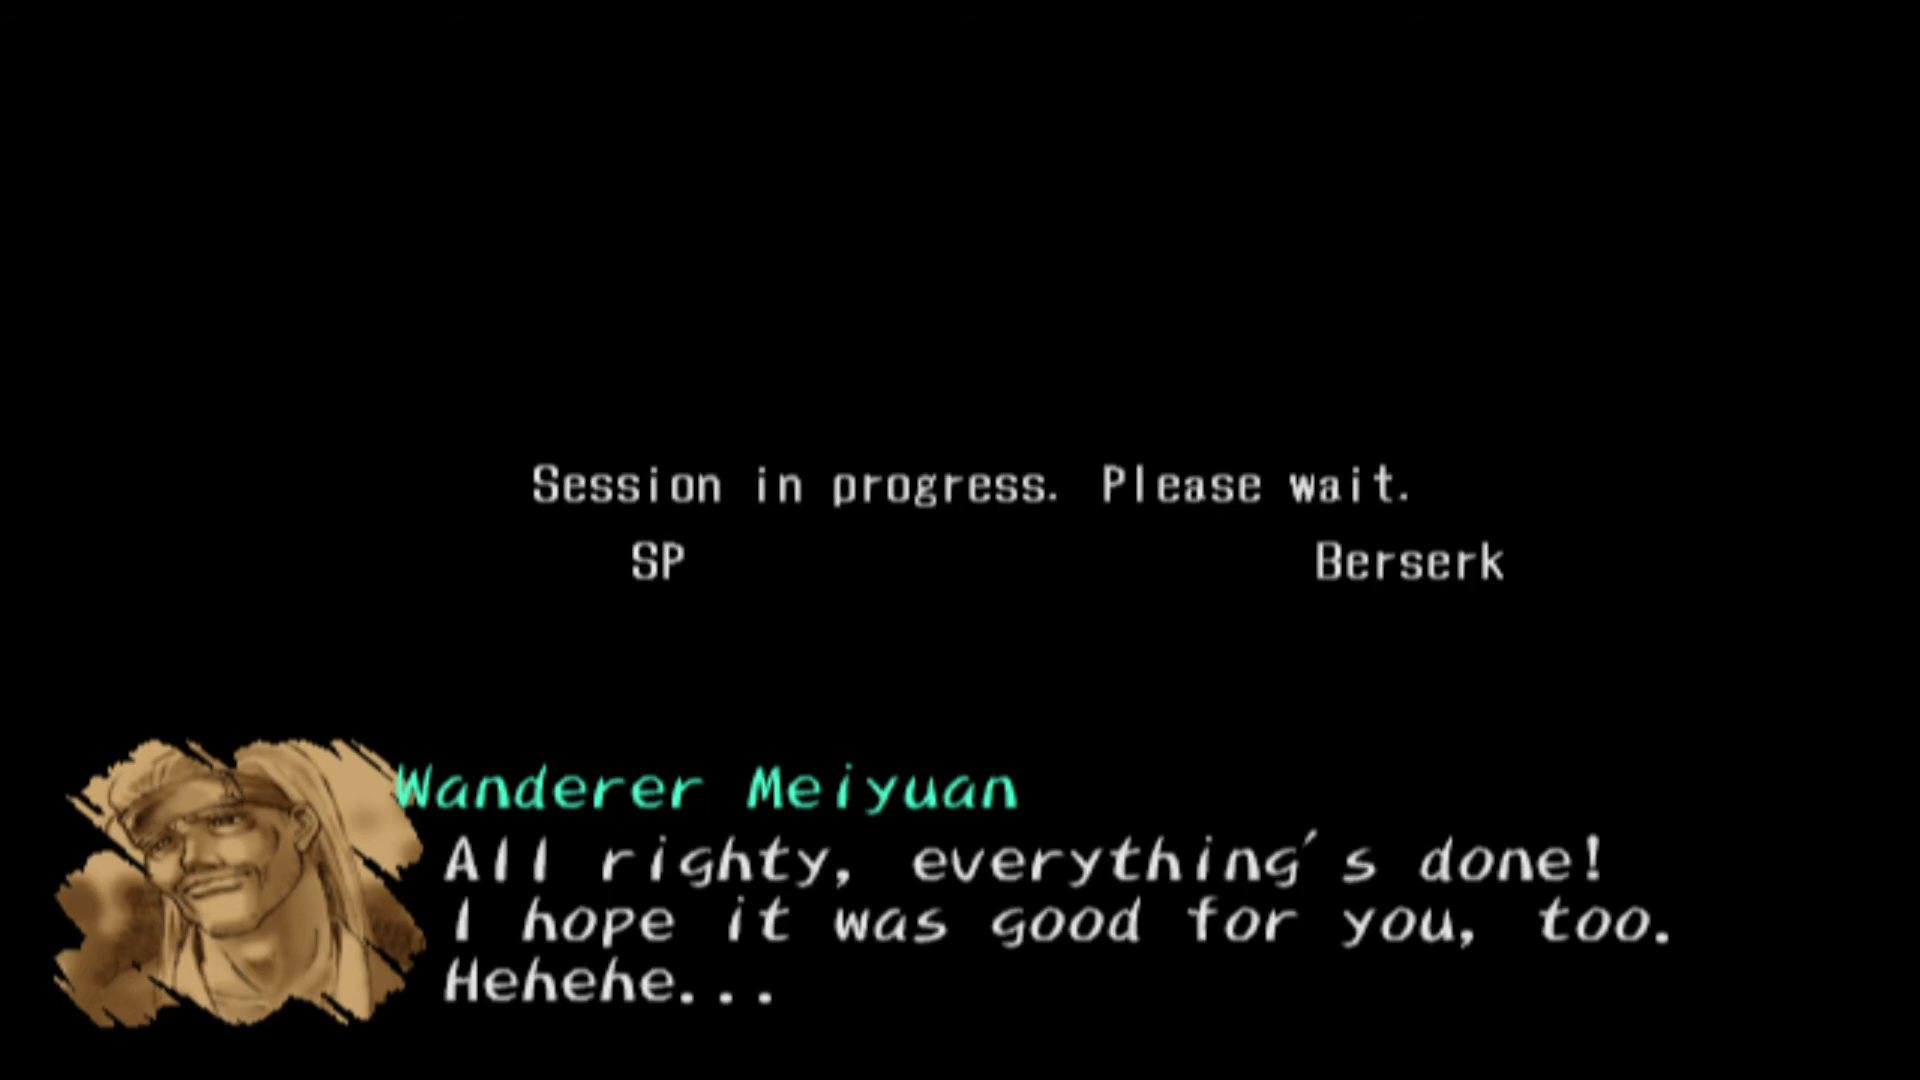 Session in progress. Please wait.
SP Berserk
Wanderer Meiyuan
All righty, everything's done!
I hope it was good for you, too.
Hehehe...